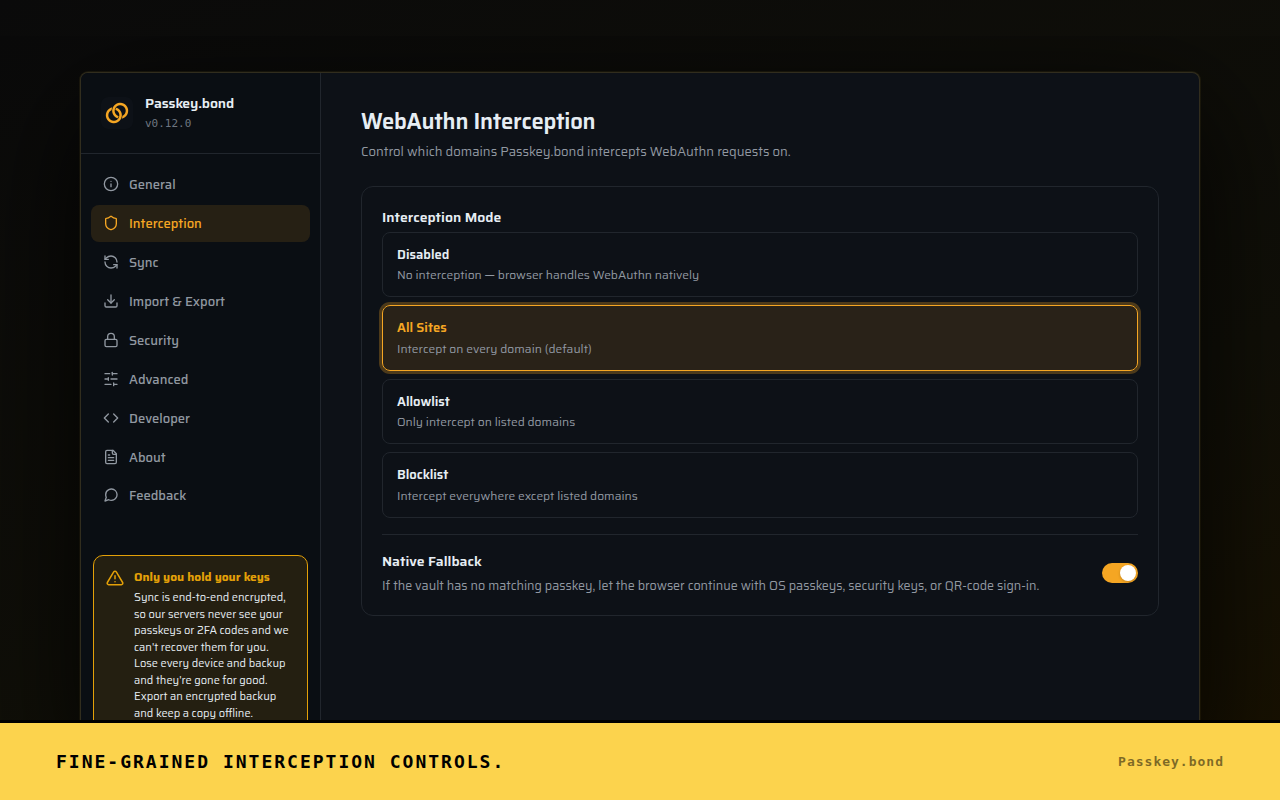 Passkey.bond
v0.12.0
General
Interception
Sync
Import & Export
Security
Advanced
Developer
About
Feedback
Only you hold your keys
Sync is end-to-end encrypted,
so our servers never see your
passkeys or 2FA codes and we
can't recover them for you.
Lose every device and backup
and they're gone for good.
Export an encrypted backup
and keep a copy offline.
WebAuthn Interception
Control which domains Passkey.bond intercepts WebAuthn requests on.
Interception Mode
Disabled
No interception — browser handles WebAuthn natively
All Sites
Intercept on every domain (default)
Allowlist
Only intercept on listed domains
Blocklist
Intercept everywhere except listed domains
Native Fallback
If the vault has no matching passkey, let the browser continue with OS passkeys, security keys, or QR-code sign-in.
FINE-GRAINED INTERCEPTION CONTROLS.
Passkey.bond